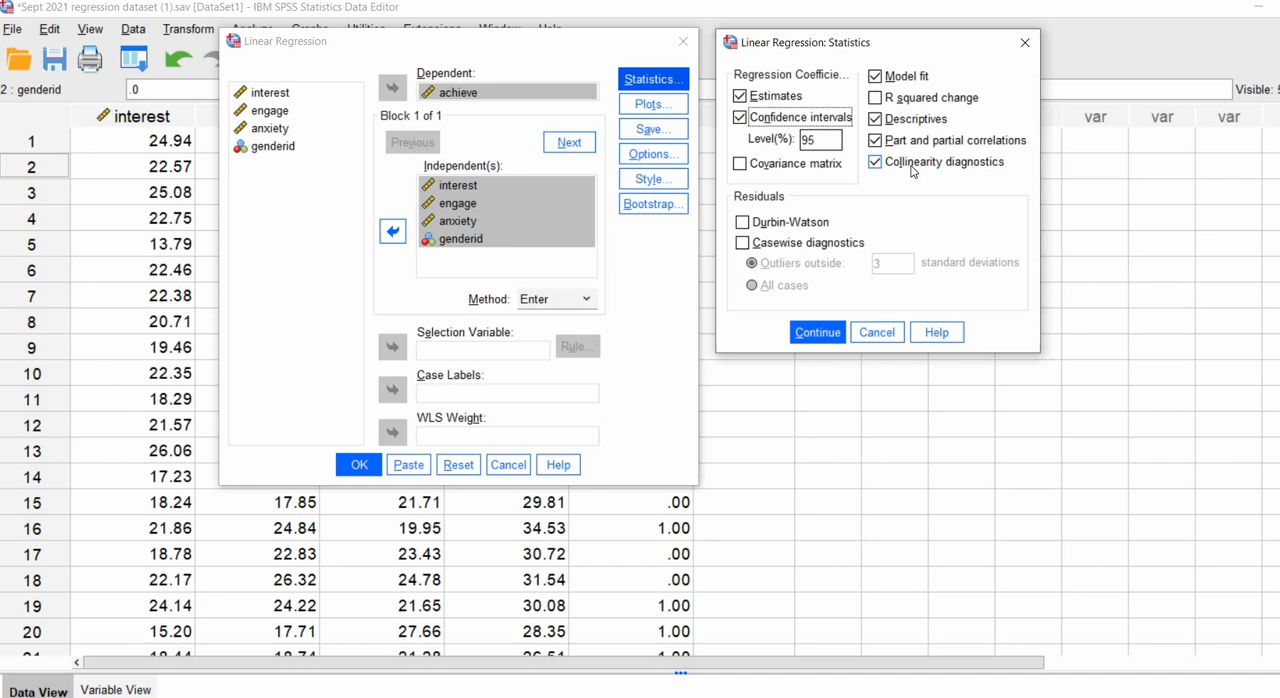 *Sept 2021 regression dataset (1).sav [DataSet1] - IBM SPSS Statistics Data Editor
File Edit View Data Transform
2 : genderid .0 Visible: 5
interest var var var
1 24.94
2 22.57
3 25.08
4 22.75
5 13.79
6 22.46
7 22.38
8 20.71
9 19.46
10 22.35
11 18.29
12 21.57
13 26.06
14 17.23
15 18.24 17.85 21.71 29.81 .00
16 21.86 24.84 19.95 34.53 1.00
17 18.78 22.83 23.43 30.72 .00
18 22.17 26.32 24.78 31.54 .00
19 24.14 24.22 21.65 30.08 1.00
20 15.20 17.71 27.66 28.35 1.00
Data View Variable View
Linear Regression
interest
engage
anxiety
genderid
Dependent:
achieve
Block 1 of 1
Previous Next
Independent(s):
interest
engage
anxiety
genderid
Method: Enter
Selection Variable:
Rule...
Case Labels:
WLS Weight:
OK Paste Reset Cancel Help
Statistics...
Plots...
Save...
Options...
Style...
Bootstrap...
Linear Regression: Statistics
Regression Coefficie...
Estimates
Confidence intervals
Level(%): 95
Covariance matrix
Model fit
R squared change
Descriptives
Part and partial correlations
Collinearity diagnostics
Residuals
Durbin-Watson
Casewise diagnostics
Outliers outside: 3 standard deviations
All cases
Continue Cancel Help